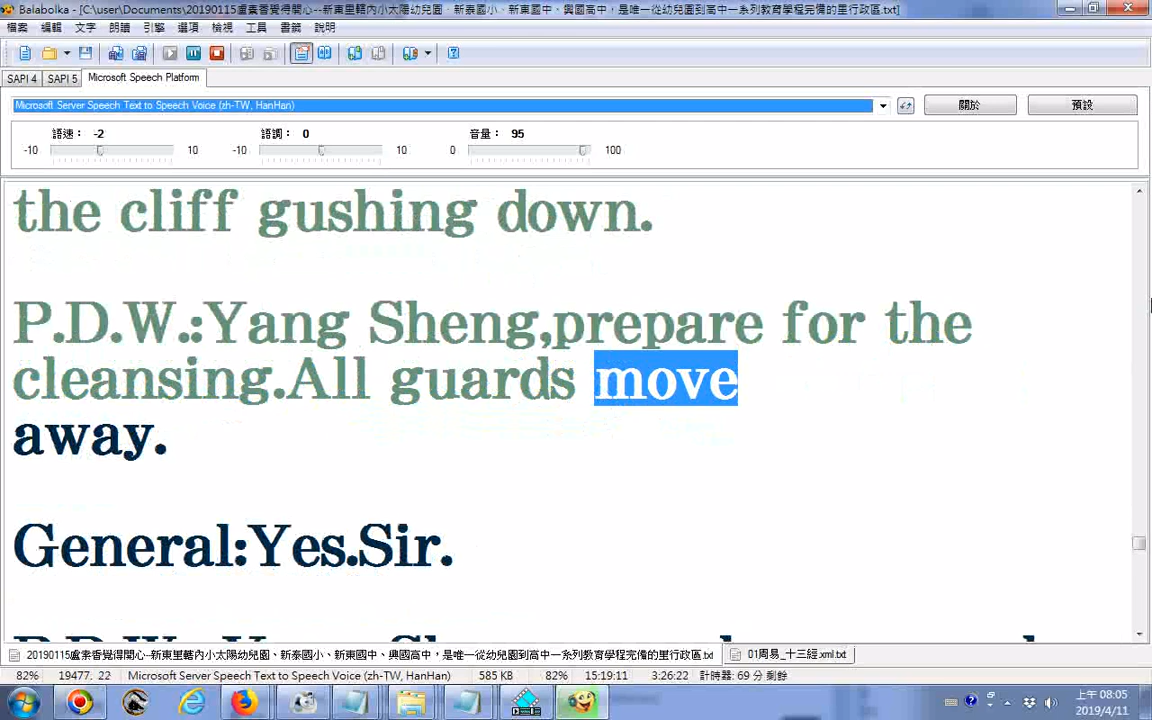 Balabolka - [C:\user\Documents\20190115盧素香覺得開心--新東里轄內小太陽幼兒園、新泰國小、新東國中、興國高中，是唯一從幼兒園到高中一系列教育學程完備的里行政區.txt]
檔案 編輯 文字 朗讀 引擎 選項 檢視 工具 書籤 說明
SAPI 4 SAPI 5 Microsoft Speech Platform
Microsoft Server Speech Text to Speech Voice (zh-TW, HanHan) 關於 預設
語速： -2 語調： 0 音量： 95
-10 10 -10 10 0 100
the cliff gushing down.
P.D.W.:Yang Sheng,prepare for the
cleansing.All guards move
away.
General:Yes.Sir.
20190115盧素香覺得開心--新東里轄內小太陽幼兒園、新泰國小、新東國中、興國高中，是唯一從幼兒園到高中一系列教育學程完備的里行政區.txt 01周易_十三經.xml.txt
82% 19477. 22 Microsoft Server Speech Text to Speech Voice (zh-TW, HanHan) 585 KB 82% 15:19:11 3:26:22 計時器: 69 分 剩餘
上午 08:05
2019/4/11